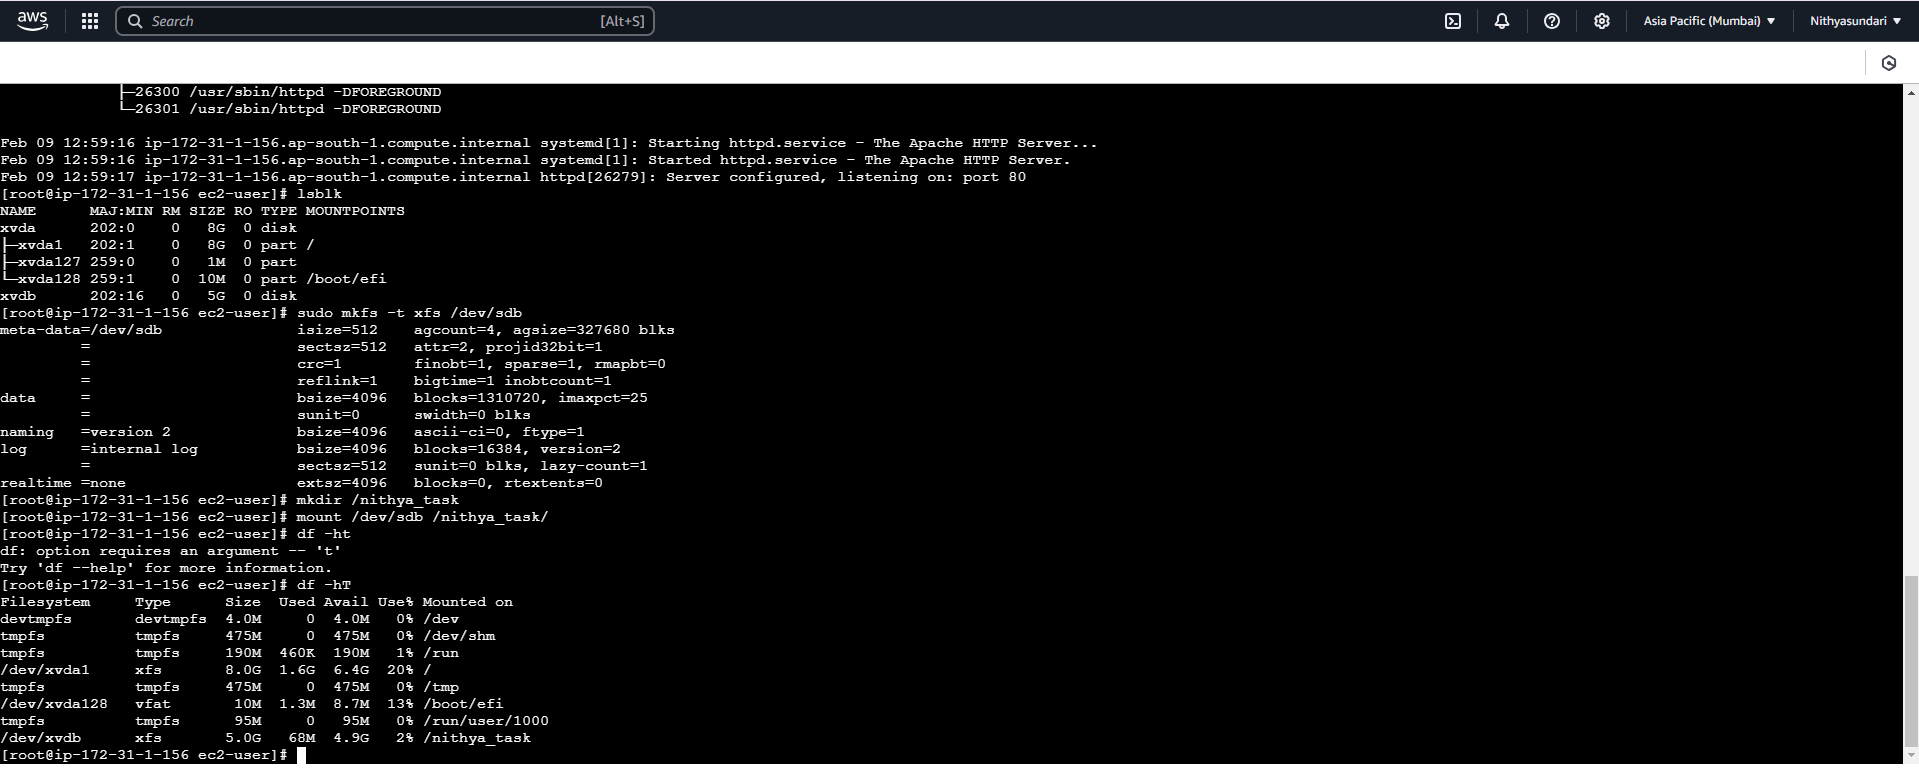 aws Search [Alt+S] Asia Pacific (Mumbai) ▼ Nithyasundari ▼
├─26300 /usr/sbin/httpd -DFOREGROUND
└─26301 /usr/sbin/httpd -DFOREGROUND
Feb 09 12:59:16 ip-172-31-1-156.ap-south-1.compute.internal systemd[1]: Starting httpd.service - The Apache HTTP Server...
Feb 09 12:59:16 ip-172-31-1-156.ap-south-1.compute.internal systemd[1]: Started httpd.service - The Apache HTTP Server.
Feb 09 12:59:17 ip-172-31-1-156.ap-south-1.compute.internal httpd[26279]: Server configured, listening on: port 80
[root@ip-172-31-1-156 ec2-user]# lsblk
NAME      MAJ:MIN RM SIZE RO TYPE MOUNTPOINTS
xvda      202:0    0   8G  0 disk
├─xvda1   202:1    0   8G  0 part /
├─xvda127 259:0    0   1M  0 part
└─xvda128 259:1    0  10M  0 part /boot/efi
xvdb      202:16   0   5G  0 disk
[root@ip-172-31-1-156 ec2-user]# sudo mkfs -t xfs /dev/sdb
meta-data=/dev/sdb               isize=512    agcount=4, agsize=327680 blks
         =                       sectsz=512   attr=2, projid32bit=1
         =                       crc=1        finobt=1, sparse=1, rmapbt=0
         =                       reflink=1    bigtime=1 inobtcount=1
data     =                       bsize=4096   blocks=1310720, imaxpct=25
         =                       sunit=0      swidth=0 blks
naming   =version 2              bsize=4096   ascii-ci=0, ftype=1
log      =internal log           bsize=4096   blocks=16384, version=2
         =                       sectsz=512   sunit=0 blks, lazy-count=1
realtime =none                   extsz=4096   blocks=0, rtextents=0
[root@ip-172-31-1-156 ec2-user]# mkdir /nithya_task
[root@ip-172-31-1-156 ec2-user]# mount /dev/sdb /nithya_task/
[root@ip-172-31-1-156 ec2-user]# df -ht
df: option requires an argument -- 't'
Try 'df --help' for more information.
[root@ip-172-31-1-156 ec2-user]# df -hT
Filesystem     Type      Size  Used Avail Use% Mounted on
devtmpfs       devtmpfs  4.0M     0  4.0M   0% /dev
tmpfs          tmpfs     475M     0  475M   0% /dev/shm
tmpfs          tmpfs     190M  460K  190M   1% /run
/dev/xvda1     xfs       8.0G  1.6G  6.4G  20% /
tmpfs          tmpfs     475M     0  475M   0% /tmp
/dev/xvda128   vfat       10M  1.3M  8.7M  13% /boot/efi
tmpfs          tmpfs      95M     0   95M   0% /run/user/1000
/dev/xvdb      xfs       5.0G   68M  4.9G   2% /nithya_task
[root@ip-172-31-1-156 ec2-user]#